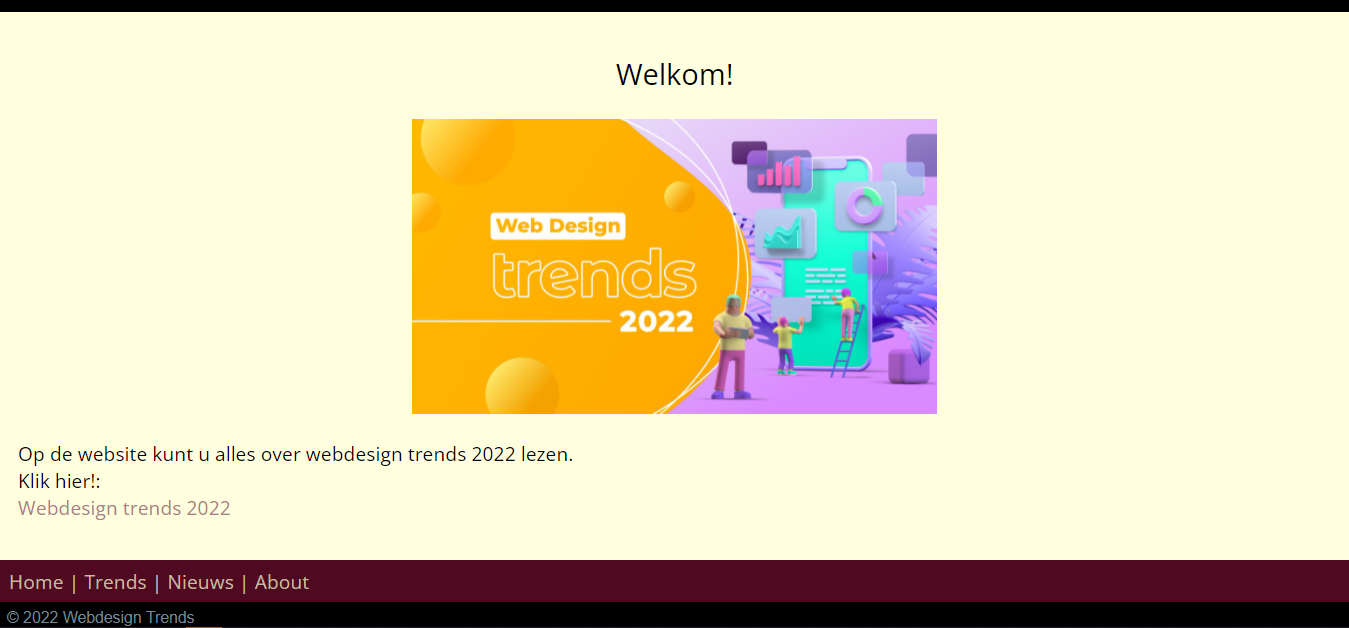 Welkom!
Web Design
trends
2022
Op de website kunt u alles over webdesign trends 2022 lezen.
Klik hier!:
Webdesign trends 2022
Home | Trends | Nieuws | About
© 2022 Webdesign Trends